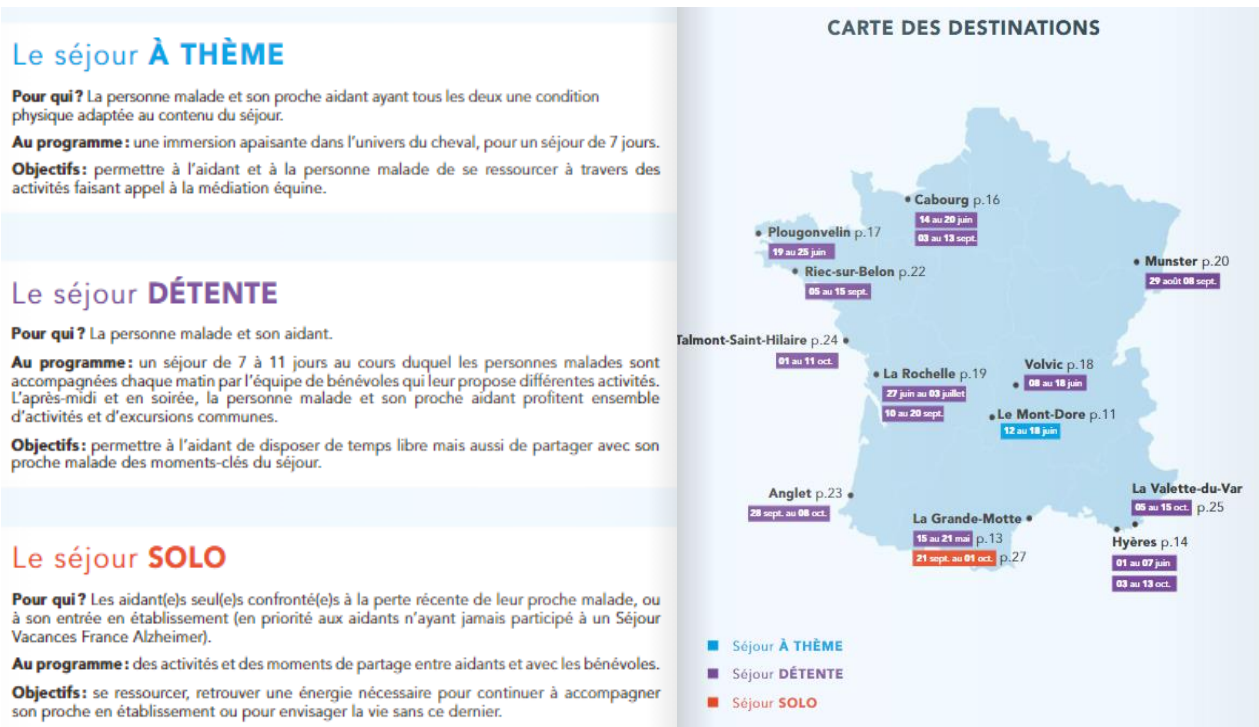 Le séjour À THÈME
Pour qui ? La personne malade et son proche aidant ayant tous les deux une condition
physique adaptée au contenu du séjour.
Au programme : une immersion apaisante dans l'univers du cheval, pour un séjour de 7 jours.
Objectifs : permettre à l'aidant et à la personne malade de se ressourcer à travers des
activités faisant appel à la médiation équine.
Le séjour DÉTENTE
Pour qui ? La personne malade et son aidant.
Au programme : un séjour de 7 à 11 jours au cours duquel les personnes malades sont
accompagnées chaque matin par l'équipe de bénévoles qui leur propose différentes activités.
L'après-midi et en soirée, la personne malade et son proche aidant profitent ensemble
d'activités et d'excursions communes.
Objectifs : permettre à l'aidant de disposer de temps libre mais aussi de partager avec son
proche malade des moments-clés du séjour.
Le séjour SOLO
Pour qui ? Les aidant(e)s seul(e)s confronté(e)s à la perte récente de leur proche malade, ou
à son entrée en établissement (en priorité aux aidants n'ayant jamais participé à un Séjour
Vacances France Alzheimer).
Au programme : des activités et des moments de partage entre aidants et avec les bénévoles.
Objectifs : se ressourcer, retrouver une énergie nécessaire pour continuer à accompagner
son proche en établissement ou pour envisager la vie sans ce dernier.
CARTE DES DESTINATIONS
Cabourg p.16
14 au 20 juin
03 au 13 sept.
Plougonvelin p.17
19 au 25 juin
Riec-sur-Belon p.22
05 au 15 sept.
Munster p.20
29 août 08 sept.
Talmont-Saint-Hilaire p.24
01 au 11 oct.
La Rochelle p.19
27 juin au 03 juillet
10 au 20 sept.
Volvic p.18
08 au 18 juin
Le Mont-Dore p.11
12 au 18 juin
Anglet p.23
28 sept. au 08 oct.
La Grande-Motte
15 au 21 mai p.13
21 sept. au 01 oct. p.27
La Valette-du-Var
05 au 15 oct. p.25
Hyères p.14
01 au 07 juin
03 au 13 oct.
Séjour À THÈME
Séjour DÉTENTE
Séjour SOLO